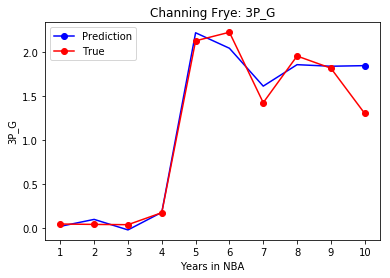 Channing Frye: 3P_G
Prediction
True
3P_G
2.0
1.5
1.0
0.5
0.0
1 2 3 4 5 6 7 8 9 10
Years in NBA